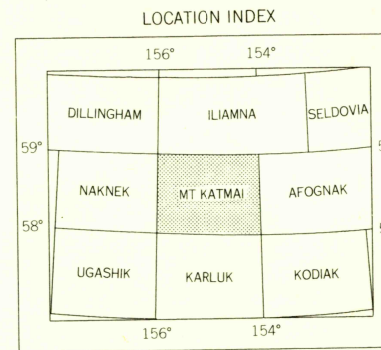 LOCATION INDEX
156° 154°
DILLINGHAM ILIAMNA SELDOVIA
59°
NAKNEK MT KATMAI AFOGNAK
58°
UGASHIK KARLUK KODIAK
156° 154°